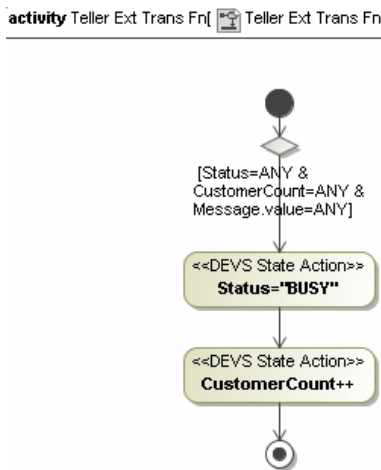 activity Teller Ext Trans Fn[ Teller Ext Trans Fn
[Status=ANY &
CustomerCount=ANY &
Message.value=ANY]
<<DEVS State Action>>
Status="BUSY"
<<DEVS State Action>>
CustomerCount++